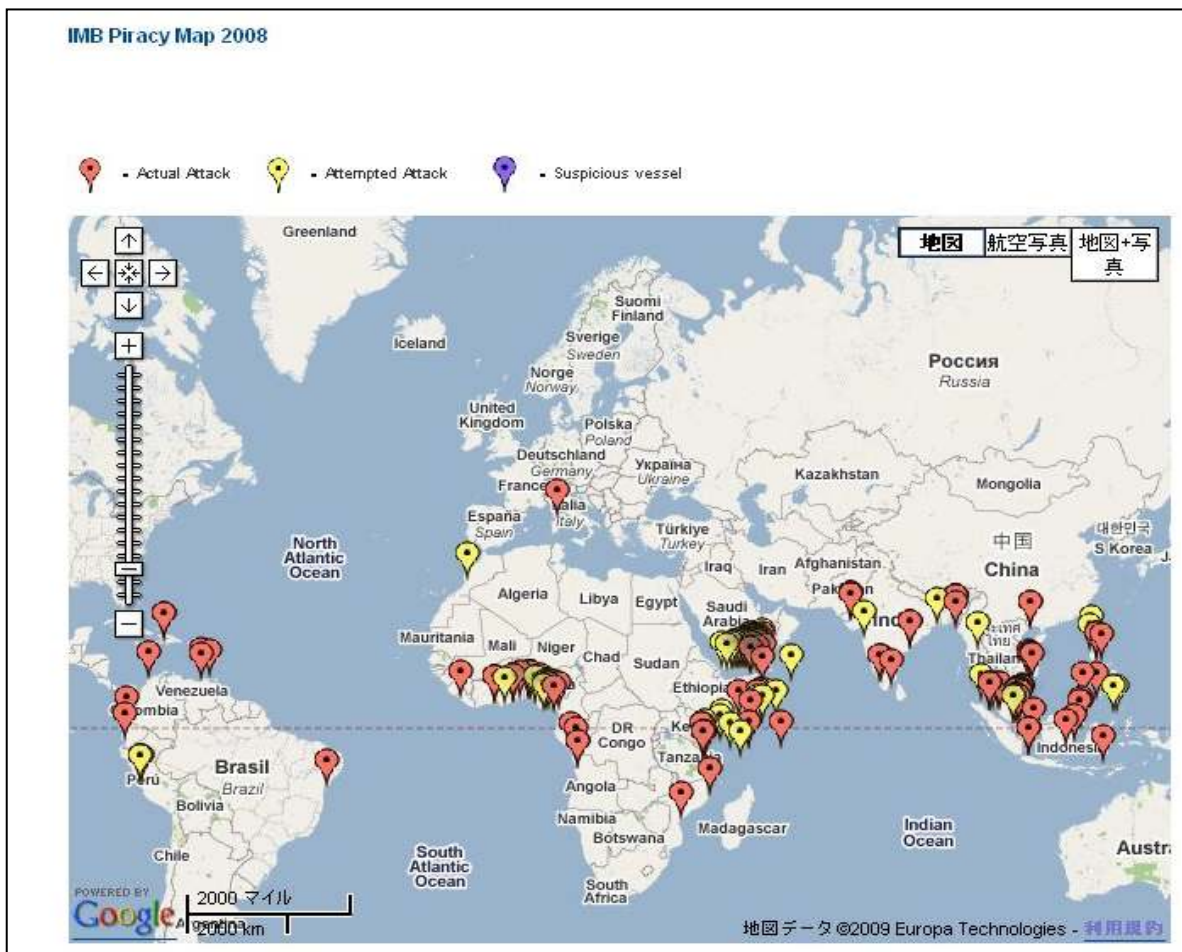 IMB Piracy Map 2008
- Actual Attack
- Attempted Attack
- Suspicious vessel
Greenland
地図
航空写真
地図+写
真
Iceland
Suomi
Finland
Sverige
Sweden
Norge
Norway
Россия
Russia
United
Kingdom
Polska
Poland
Deutschland
Germany
Україна
Ukraine
Kazakhstan
Mongolia
France
Italia
Italy
España
Spain
Türkiye
Turkey
대한민국
S Korea
中国
China
North
Atlantic
Ocean
Iraq
Iran
Afghanistan
Algeria
Libya
Egypt
Saudi
Arabia
Mauritania
Mali
Niger
Chad
Sudan
Thailand
Venezuela
Ethiopia
DR
Congo
Indonesia
Perú
Brasil
Brazil
Angola
Bolivia
Namibia
Botswana
Madagascar
Indian
Ocean
Chile
South
Atlantic
Ocean
South
Africa
POWERED BY
Google
2000 マイル
2000 km
Argentina
地図データ ©2009 Europa Technologies - 利用規約